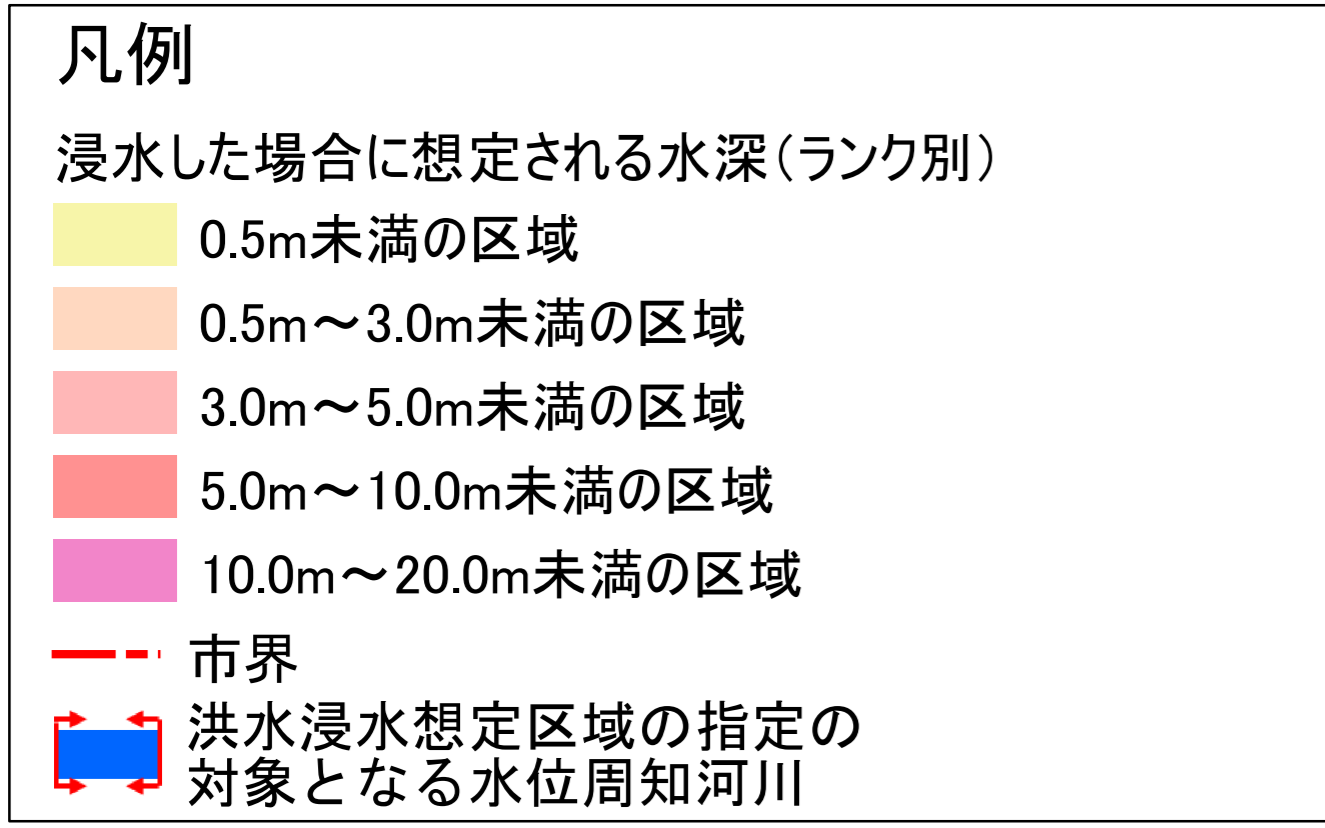 凡例
浸水した場合に想定される水深（ランク別）
0.5m未満の区域
0.5m～3.0m未満の区域
3.0m～5.0m未満の区域
5.0m～10.0m未満の区域
10.0m～20.0m未満の区域
市界
洪水浸水想定区域の指定の
対象となる水位周知河川